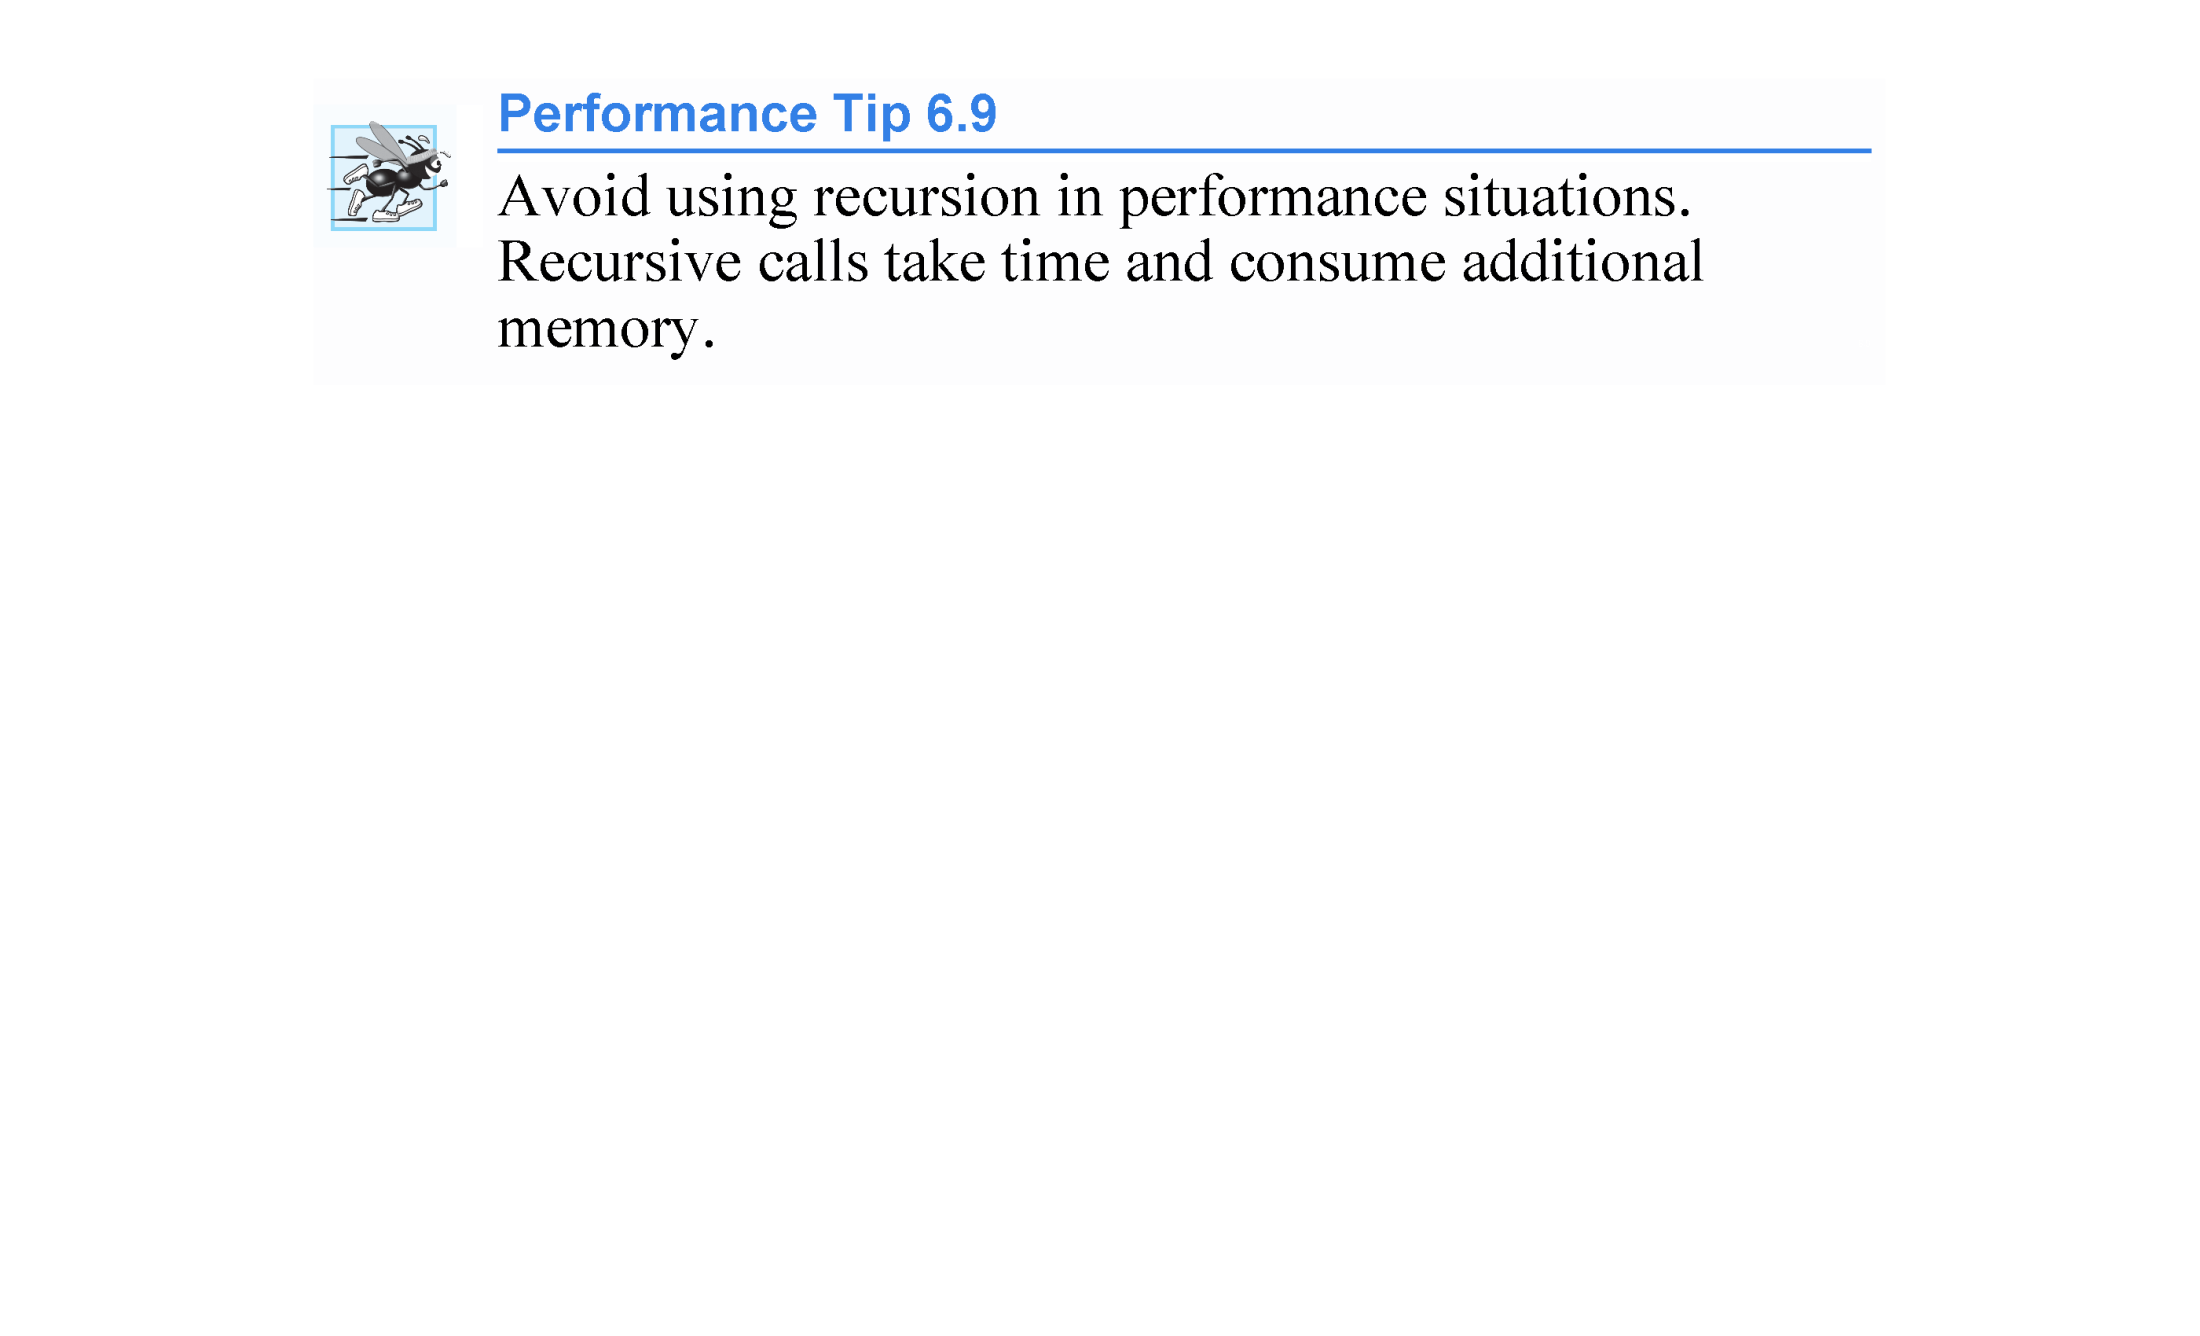 Performance Tip 6.9
Avoid using recursion in performance situations.
Recursive calls take time and consume additional
memory.